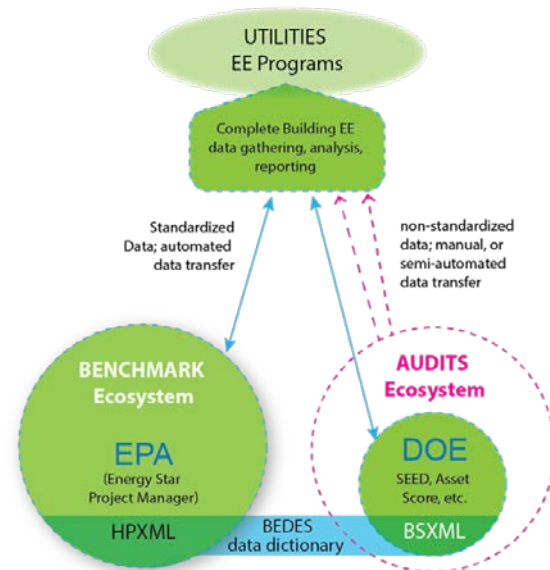 UTILITIES
EE Programs
Complete Building EE
data gathering, analysis,
reporting
Standardized
Data; automated
data transfer
non-standardized
data; manual, or
semi-automated
data transfer
BENCHMARK
Ecosystem
EPA
(Energy Star
Project Manager)
HPXML
AUDITS
Ecosystem
DOE
SEED, Asset
Score, etc.
BSXML
BEDES
data dictionary